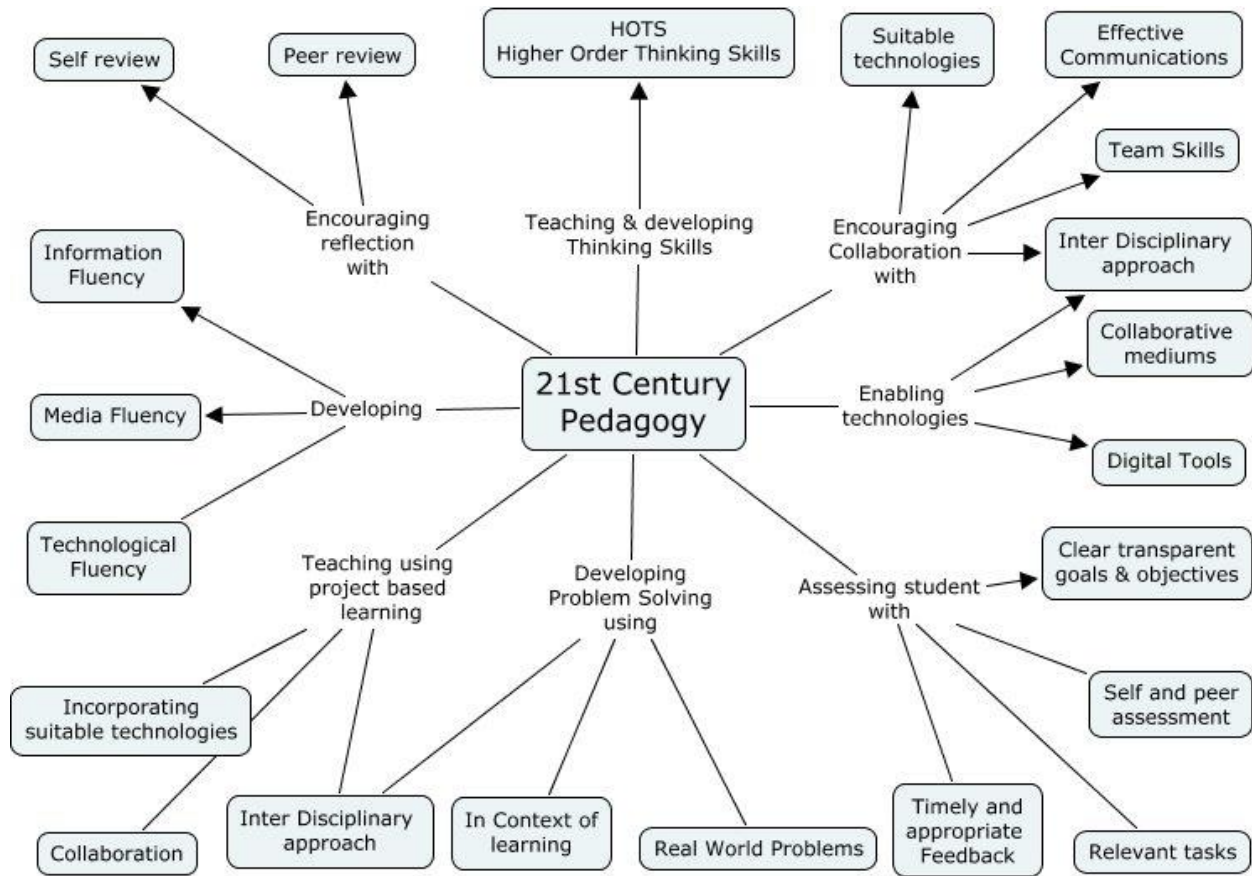 HOTS
Higher Order Thinking Skills
Self review
Peer review
Suitable
technologies
Effective
Communications
Team Skills
Encouraging
reflection
with
Teaching & developing
Thinking Skills
Encouraging
Collaboration
with
Information
Fluency
Inter Disciplinary
approach
Collaborative
mediums
21st Century
Pedagogy
Media Fluency
Developing
Enabling
technologies
Digital Tools
Technological
Fluency
Teaching using
project based
learning
Developing
Problem Solving
using
Assessing student
with
Clear transparent
goals & objectives
Incorporating
suitable technologies
Self and peer
assessment
Collaboration
Inter Disciplinary
approach
In Context of
learning
Real World Problems
Timely and
appropriate
Feedback
Relevant tasks